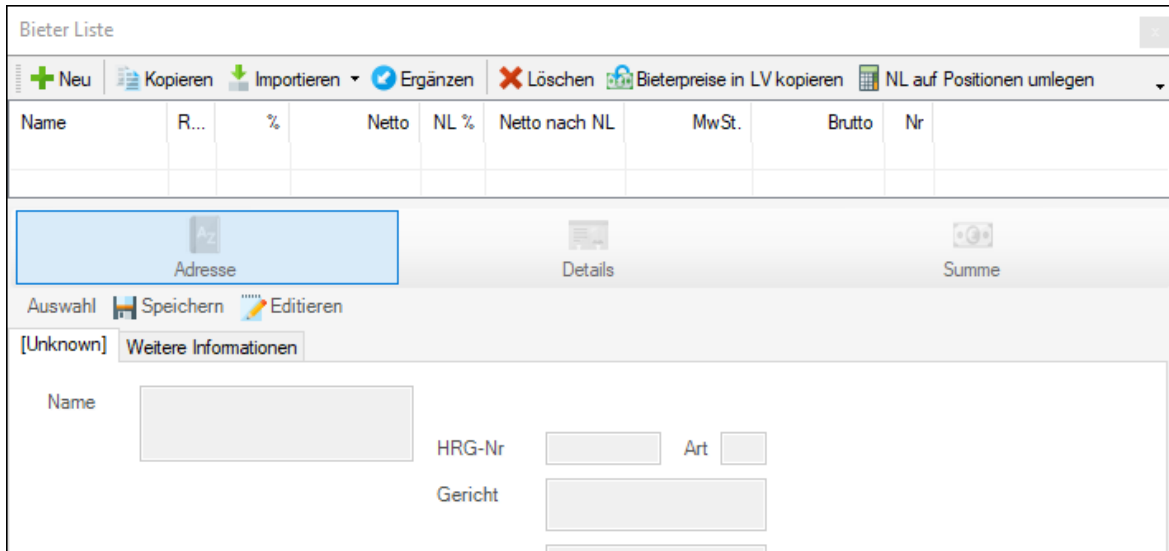 Bieter Liste
Neu Kopieren Importieren Ergänzen Löschen Bieterpreise in LV kopieren NL auf Positionen umlegen
Name R... % Netto NL % Netto nach NL MwSt. Brutto Nr
Adresse Details Summe
Auswahl Speichern Editieren
[Unknown] Weitere Informationen
Name
HRG-Nr Art
Gericht